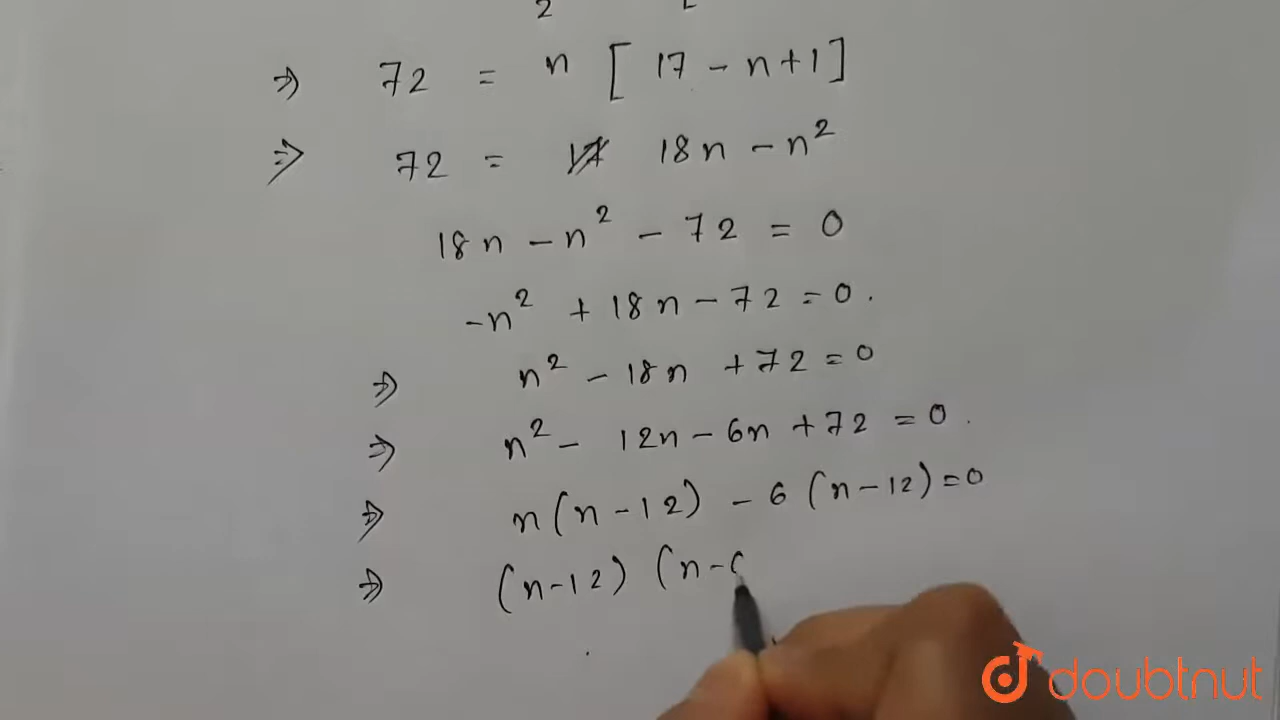 2
⇒ 72 = n [ 17 - n + 1 ]
⇒ 72 = 18n - n²
18n - n² - 72 = 0
-n² + 18n - 72 = 0.
⇒ n² - 18n + 72 = 0
⇒ n² - 12n - 6n + 72 = 0.
⇒ n(n - 12) - 6(n - 12) = 0
⇒ (n - 12) (n -
doubtnut